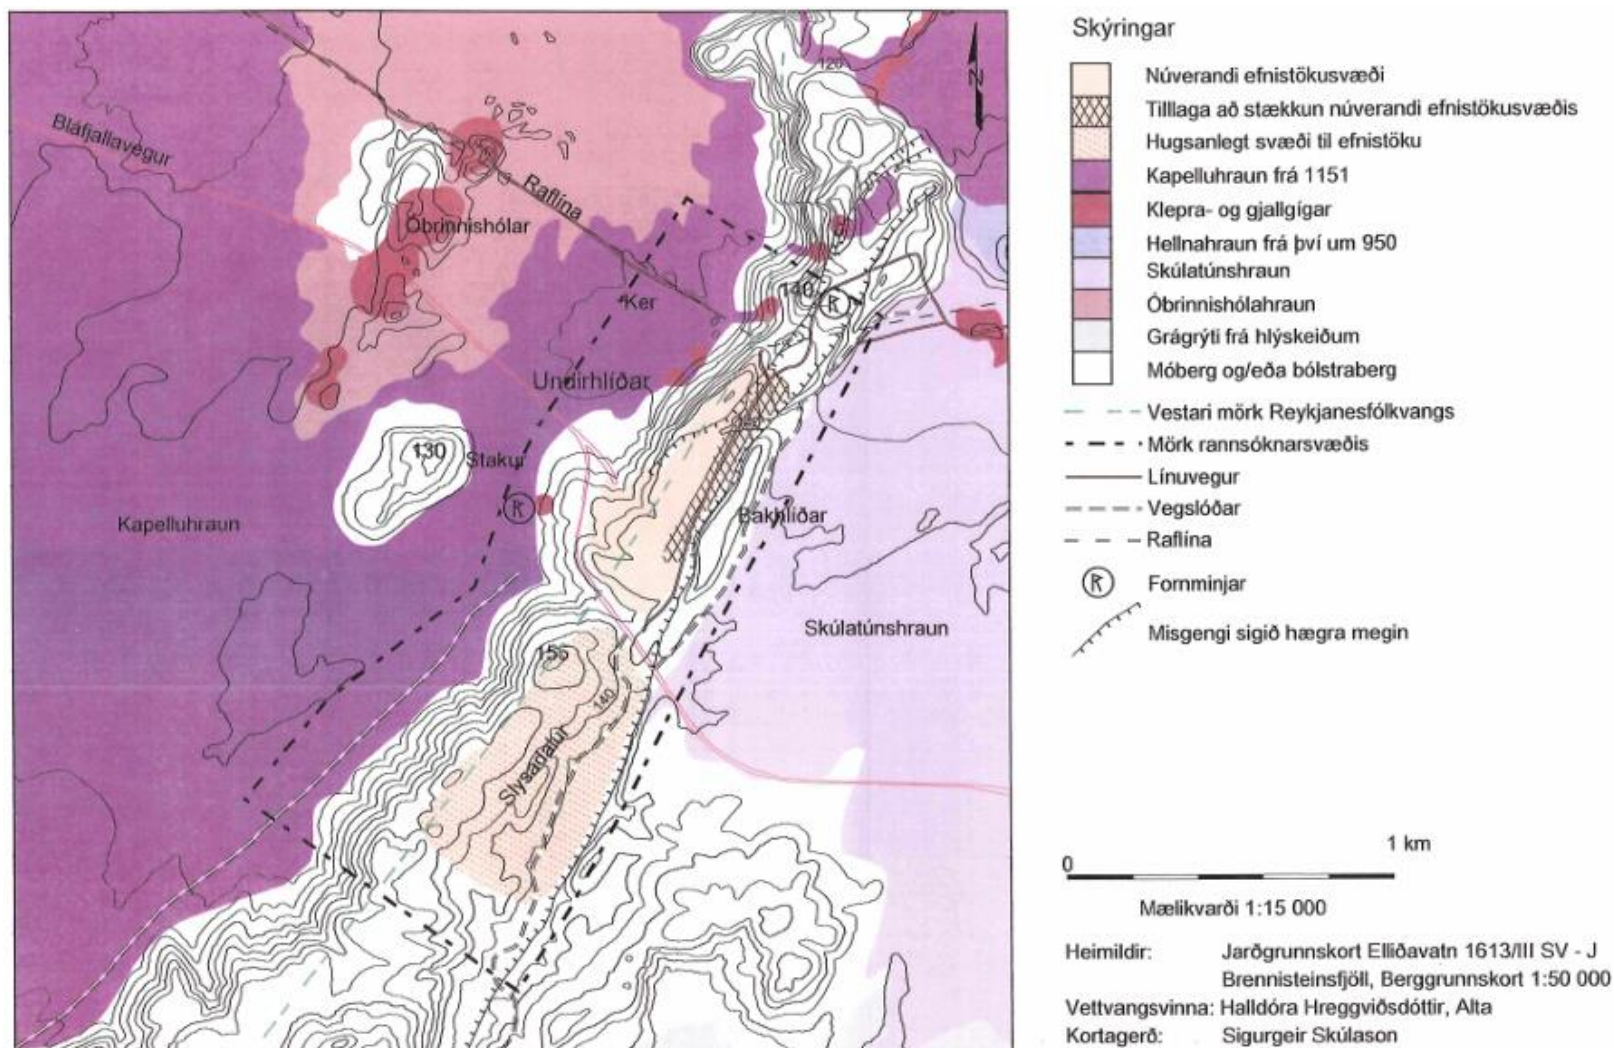 Skýringar
Núverandi efnistökusvæði
Tilllaga að stækkun núverandi efnistökusvæðis
Hugsanlegt svæði til efnistöku
Kapelluhraun frá 1151
Klepra- og gjallgígar
Hellnahraun frá því um 950
Skúlatúnshraun
Óbrinnishólahraun
Grágrýti frá hlýskeiðum
Móberg og/eða bólstraberg
Vestari mörk Reykjanesfólkvangs
Mörk rannsóknarsvæðis
Línuvegur
Vegslóðar
Raflína
Fornminjar
Misgengi sigið hægra megin
0
1 km
Mælikvarði 1:15 000
Heimildir: Jarðgrunnskort Elliðavatn 1613/III SV - J
Brennisteinsfjöll, Berggrunnskort 1:50 000
Vettvangsvinna: Halldóra Hreggviðsdóttir, Alta
Kortagerð: Sigurgeir Skúlason
N
120
Bláfjallavegur
Raflína
Óbrinnishólar
140
Ker
Undirhlíðar
130
Stakur
Kapelluhraun
Bakhlíðar
Skúlatúnshraun
155
140
Slysadalir